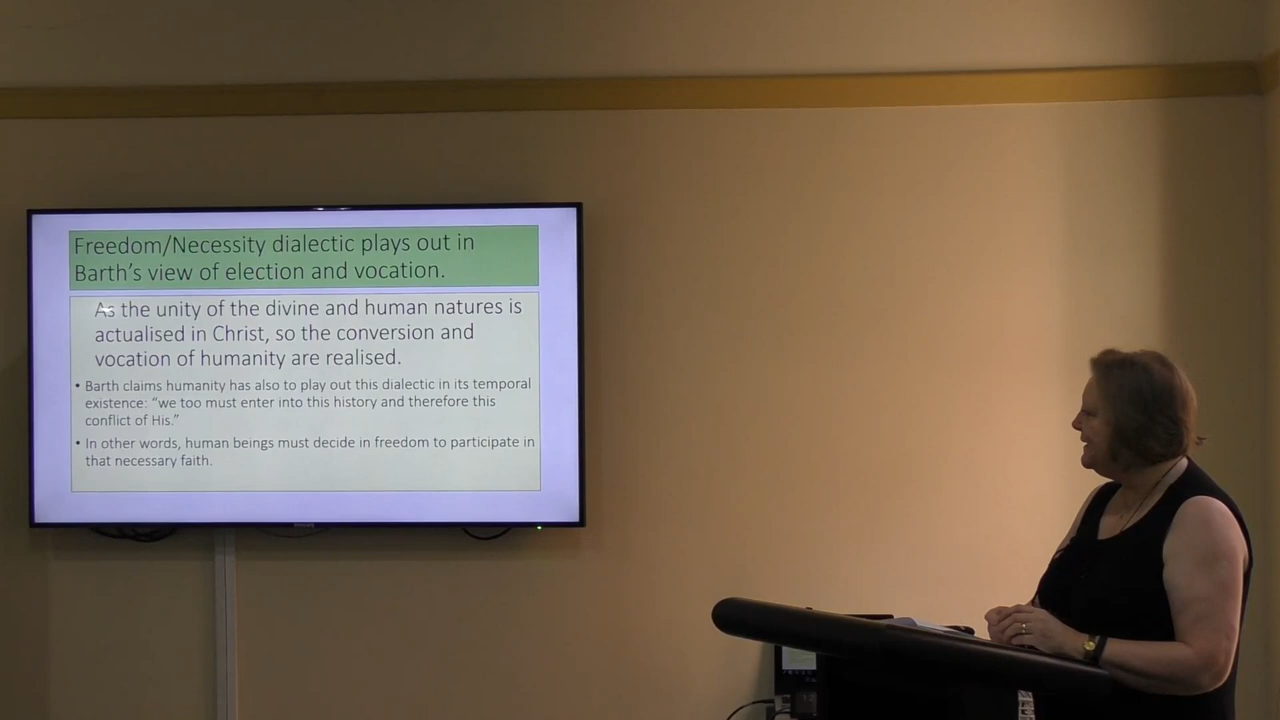 Freedom/Necessity dialectic plays out in
Barth's view of election and vocation.
As the unity of the divine and human natures is
actualised in Christ, so the conversion and
vocation of humanity are realised.
• Barth claims humanity has also to play out this dialectic in its temporal
existence: “we too must enter into this history and therefore this
conflict of His.”
• In other words, human beings must decide in freedom to participate in
that necessary faith.